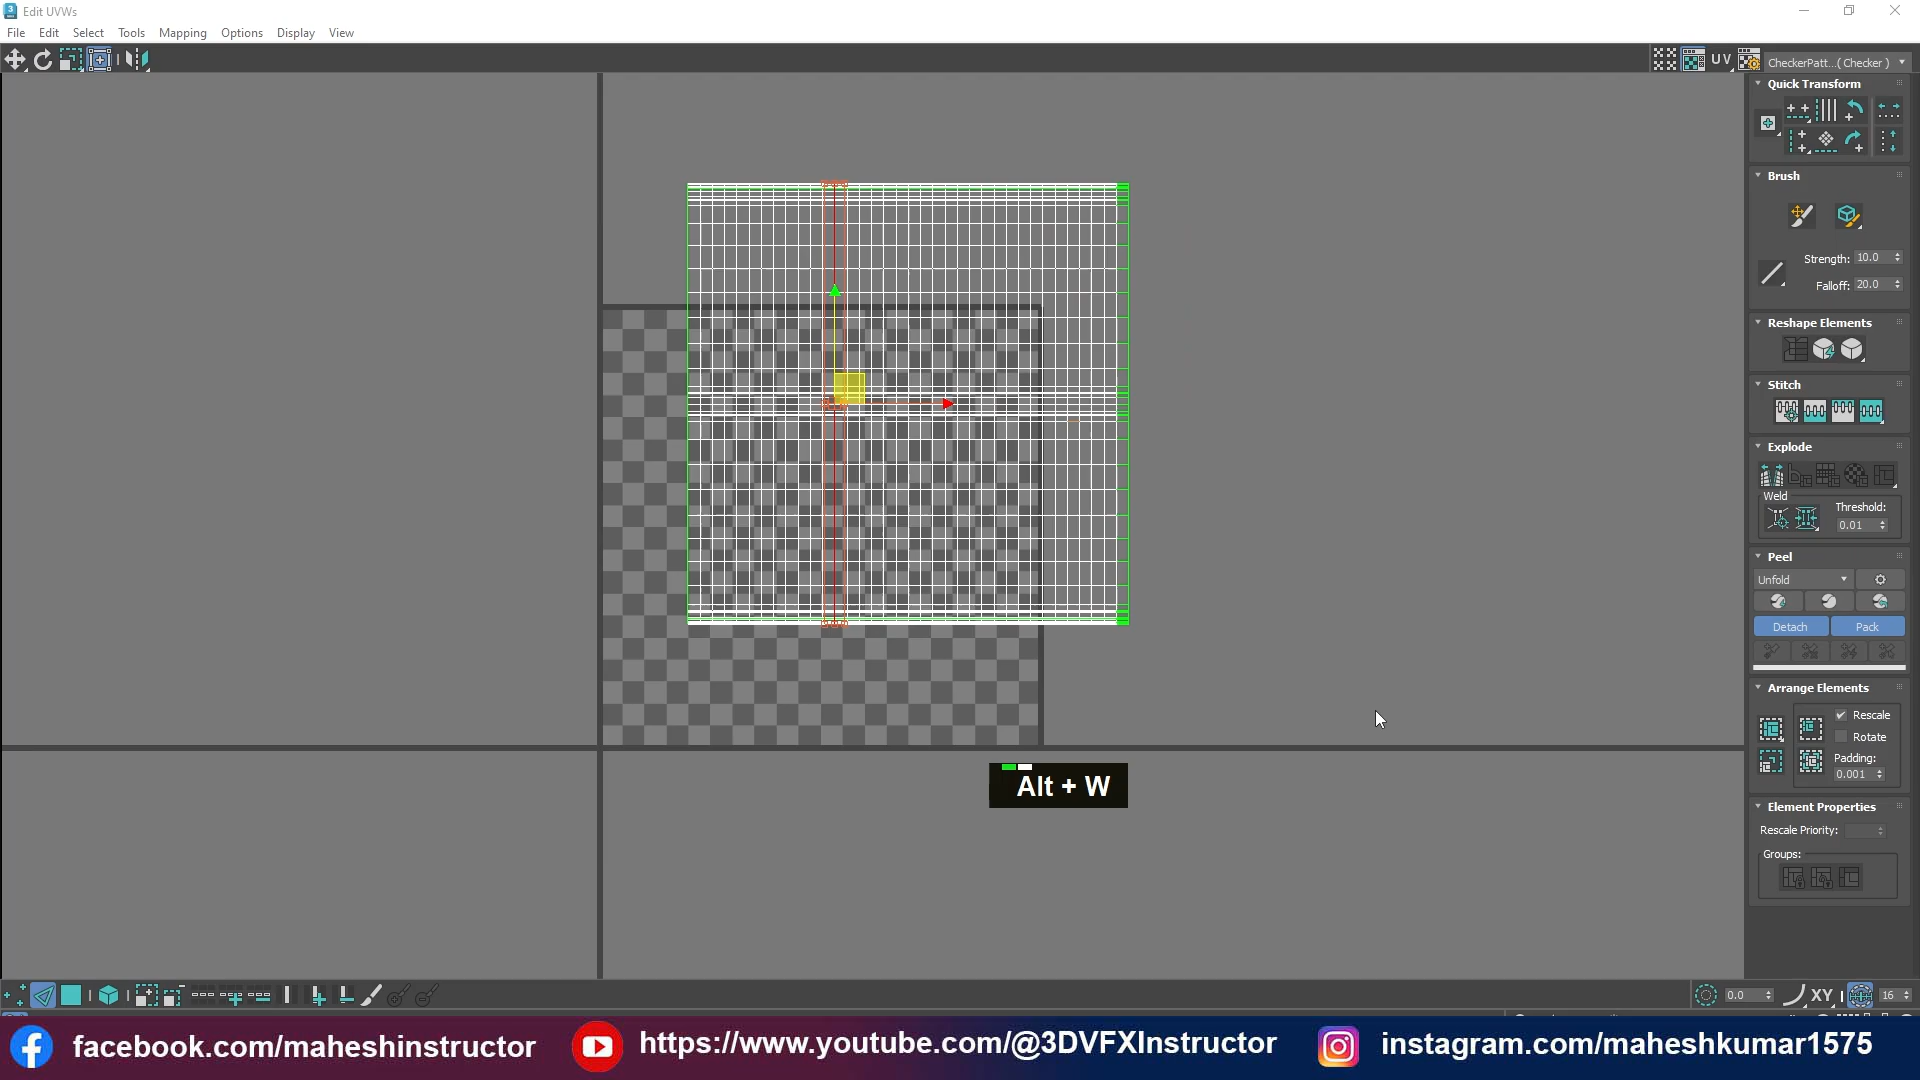 Edit UVWs
File Edit Select Tools Mapping Options Display View
UV CheckerPatt...( Checker )
Quick Transform
Brush
Strength: 10.0
Falloff: 20.0
Reshape Elements
Stitch
Explode
Weld
Threshold:
0.01
Peel
Unfold
Detach Pack
Arrange Elements
Rescale
Rotate
Padding:
0.001
Element Properties
Rescale Priority:
Groups:
Alt + W
0.0 XY 16
facebook.com/maheshinstructor https://www.youtube.com/@3DVFXInstructor instagram.com/maheshkumar1575